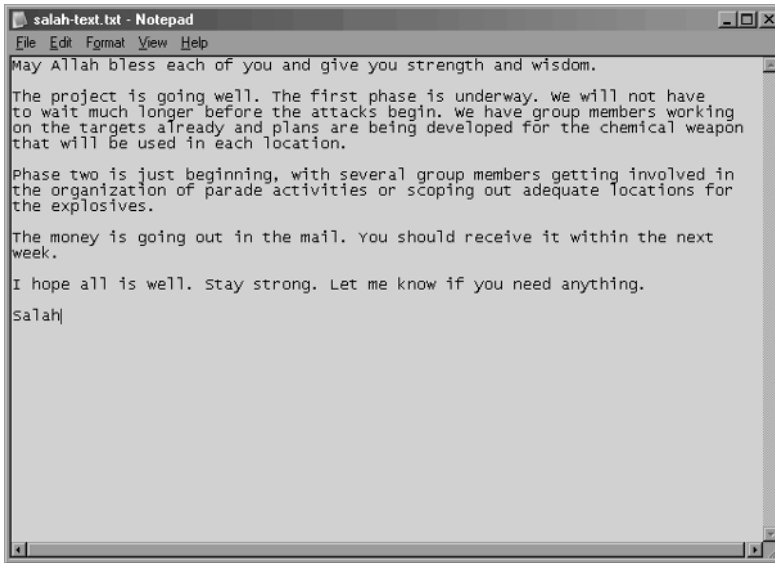 salah-text.txt - Notepad
File Edit Format View Help
May Allah bless each of you and give you strength and wisdom.
The project is going well. The first phase is underway. We will not have
to wait much longer before the attacks begin. We have group members working
on the targets already and plans are being developed for the chemical weapon
that will be used in each location.
Phase two is just beginning, with several group members getting involved in
the organization of parade activities or scoping out adequate locations for
the explosives.
The money is going out in the mail. You should receive it within the next
week.
I hope all is well. Stay strong. Let me know if you need anything.
Salah